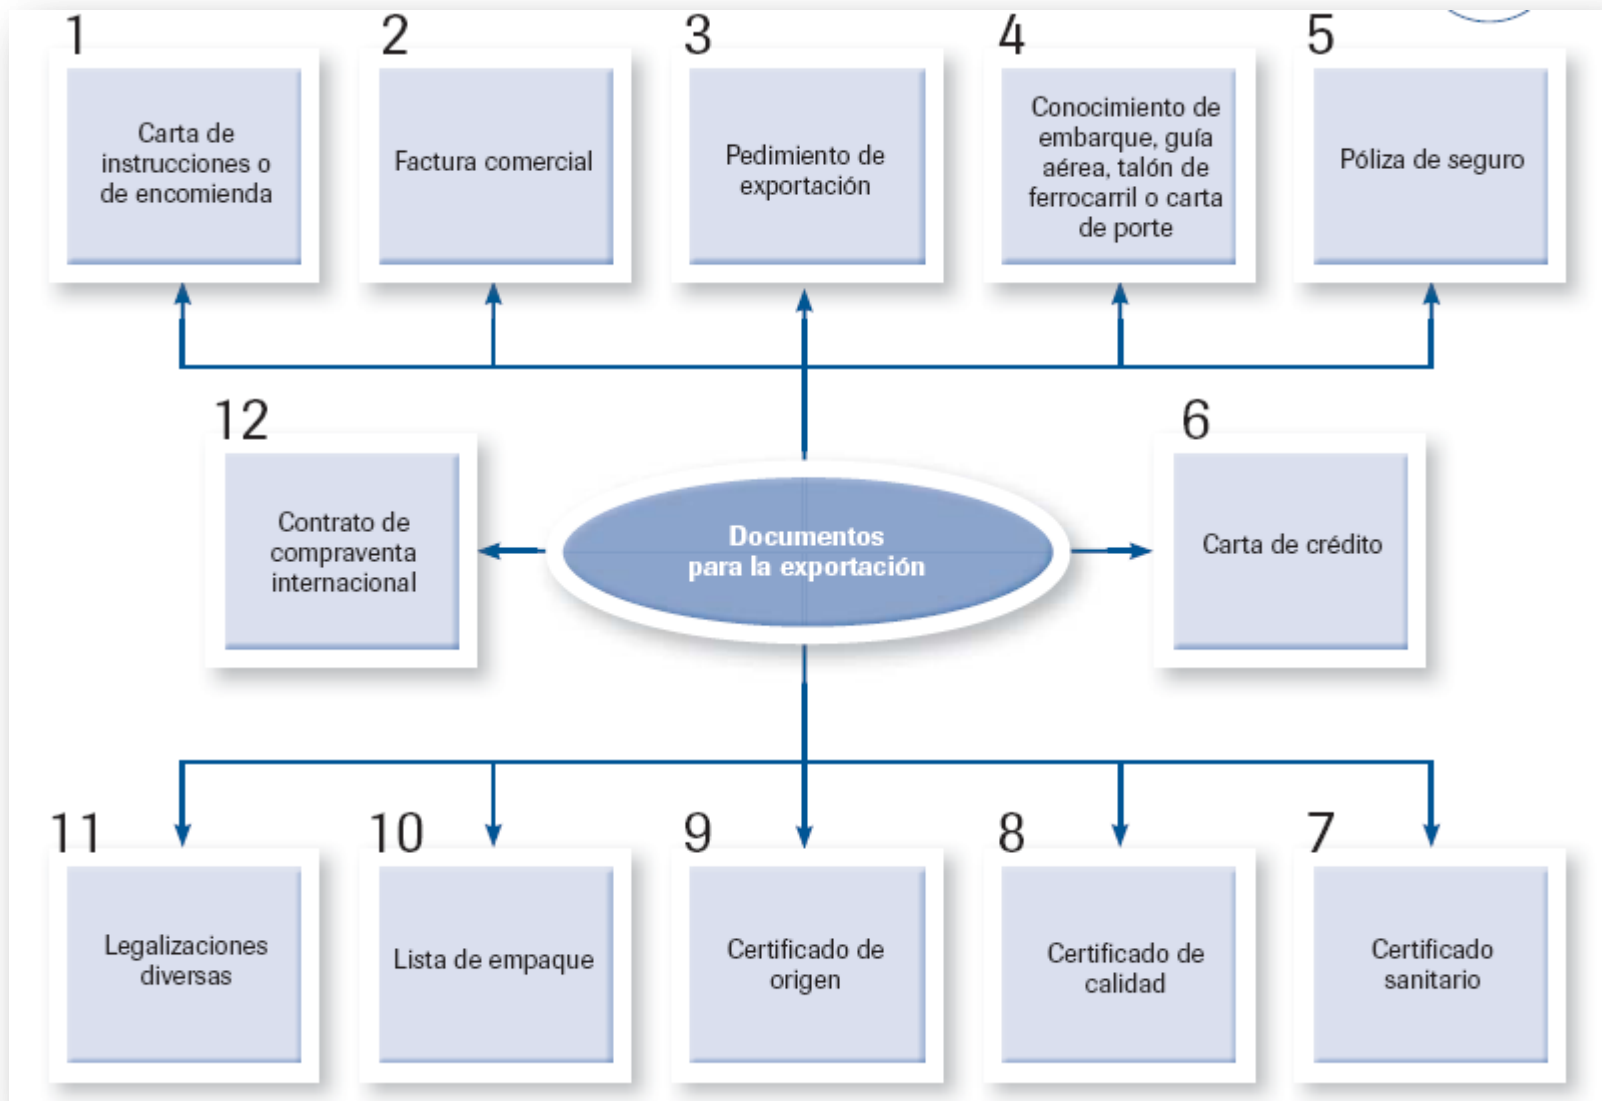 1
Carta de
instrucciones o
de encomienda
2
Factura comercial
3
Pedimiento de
exportación
4
Conocimiento de
embarque, guía
aérea, talón de
ferrocarril o carta
de porte
5
Póliza de seguro
12
Contrato de
compraventa
internacional
Documentos
para la exportación
6
Carta de crédito
11
Legalizaciones
diversas
10
Lista de empaque
9
Certificado de
origen
8
Certificado de
calidad
7
Certificado
sanitario